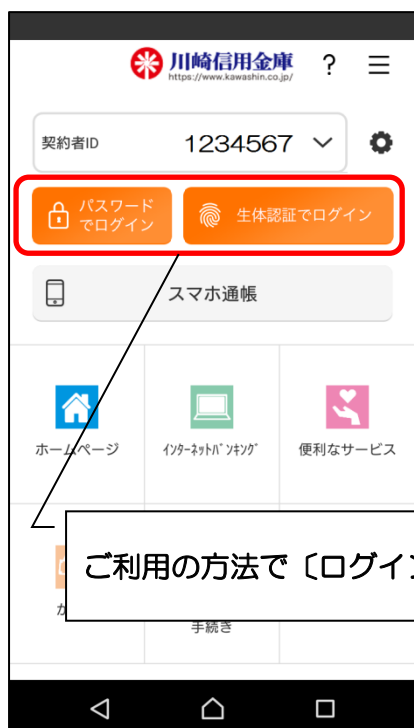 川崎信用金庫
https://www.kawashin.co.jp/
?
契約者ID
1234567
パスワード
でログイン
生体認証でログイン
スマホ通帳
ホームページ
インターネットバンキング
便利なサービス
ご利用の方法で〔ログイン
か
手続き